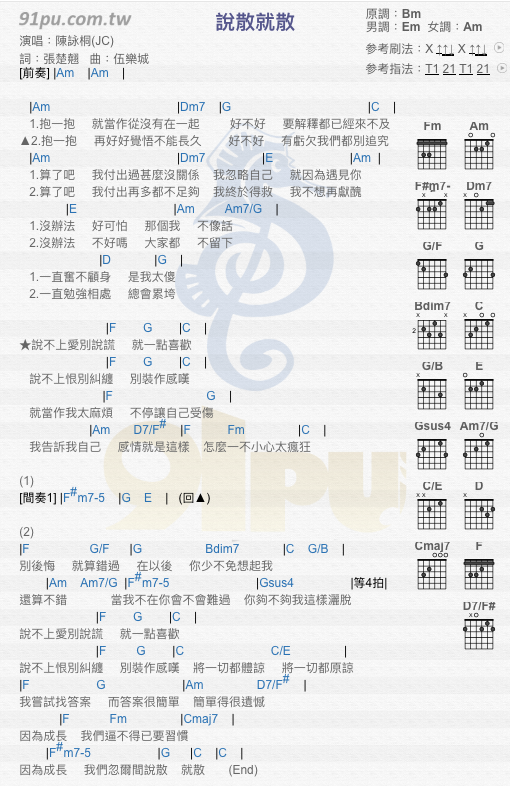 91pu.com.tw
說散就散
原調：Bm
男調：Em 女調：Am
演唱：陳詠桐(JC)
詞：張楚翹　曲：伍樂城
參考刷法：X ↑↑↓ X ↑↑↓
參考指法：T1 21 T1 21
[前奏] |Am |Am |
|Am |Dm7 |G |C |
1.抱一抱　就當作從沒有在一起　好不好　要解釋都已經來不及
▲2.抱一抱　再好好覺悟不能長久　好不好　有虧欠我們都別追究
|Am |Dm7 |E |Am |
1.算了吧　我付出過甚麼沒關係　我忽略自己　就因為遇見你
2.算了吧　我付出再多都不足夠　我終於得救　我不想再獻醜
|E |Am Am7/G |
1.沒辦法　好可怕　那個我　不像話
2.沒辦法　不好嗎　大家都　不留下
|D |G |
1.一直奮不顧身　是我太傻
2.一直勉強相處　總會累垮
|F G |C |
★說不上愛別說謊　就一點喜歡
|F G |C |
說不上恨別糾纏　別裝作感嘆
|F G |
就當作我太麻煩　不停讓自己受傷
|Am D7/F# |F Fm |C |
我告訴我自己　感情就是這樣　怎麼一不小心太瘋狂
(1)
[間奏1] |F#m7-5 |G E | (回▲)
(2)
|F G/F |G Bdim7 |C G/B |
別後悔　就算錯過　在以後　你少不免想起我
|Am Am7/G |F#m7-5 |Gsus4 |等4拍|
還算不錯　當我不在你會不會難過　你夠不夠我這樣灑脫
|F G |C |
說不上愛別說謊　就一點喜歡
|F G |C C/E |
說不上恨別糾纏　別裝作感嘆　將一切都體諒　將一切都原諒
|F G |Am D7/F# |
我嘗試找答案　而答案很簡單　簡單得很遺憾
|F Fm |Cmaj7 |
因為成長　我們逼不得已要習慣
|F#m7-5 |G |C |C |
因為成長　我們忽爾間說散　就散　(End)
Fm Am
F#m7- Dm7
G/F G
Bdim7 C
2
G/B E
Gsus4 Am7/G
C/E D
Cmaj7 F
D7/F#
91pu